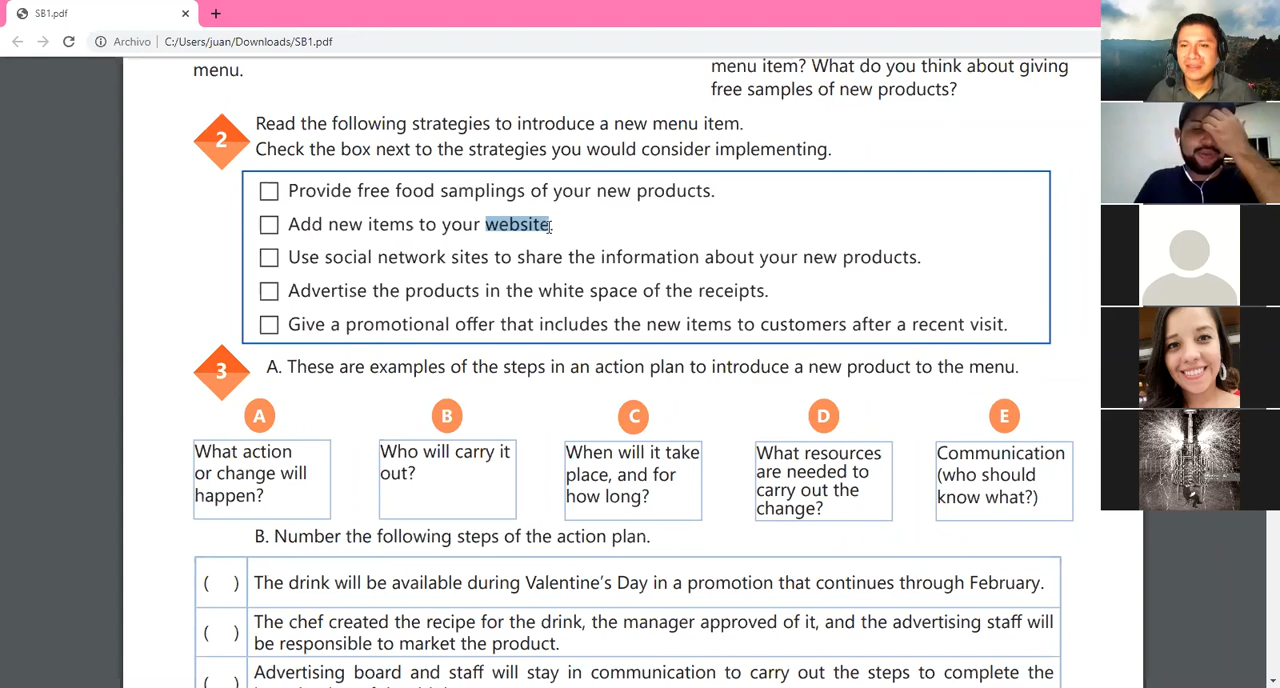 SB1.pdf
Archivo
C:/Users/juan/Downloads/SB1.pdf
menu.
menu item? What do you think about giving
free samples of new products?
2
Read the following strategies to introduce a new menu item.
Check the box next to the strategies you would consider implementing.
Provide free food samplings of your new products.
Add new items to your website.
Use social network sites to share the information about your new products.
Advertise the products in the white space of the receipts.
Give a promotional offer that includes the new items to customers after a recent visit.
3
A. These are examples of the steps in an action plan to introduce a new product to the menu.
A
What action
or change will
happen?
B
Who will carry it
out?
C
When will it take
place, and for
how long?
D
What resources
are needed to
carry out the
change?
E
Communication
(who should
know what?)
B. Number the following steps of the action plan.
( ) The drink will be available during Valentine's Day in a promotion that continues through February.
( ) The chef created the recipe for the drink, the manager approved of it, and the advertising staff will
be responsible to market the product.
( ) Advertising board and staff will stay in communication to carry out the steps to complete the